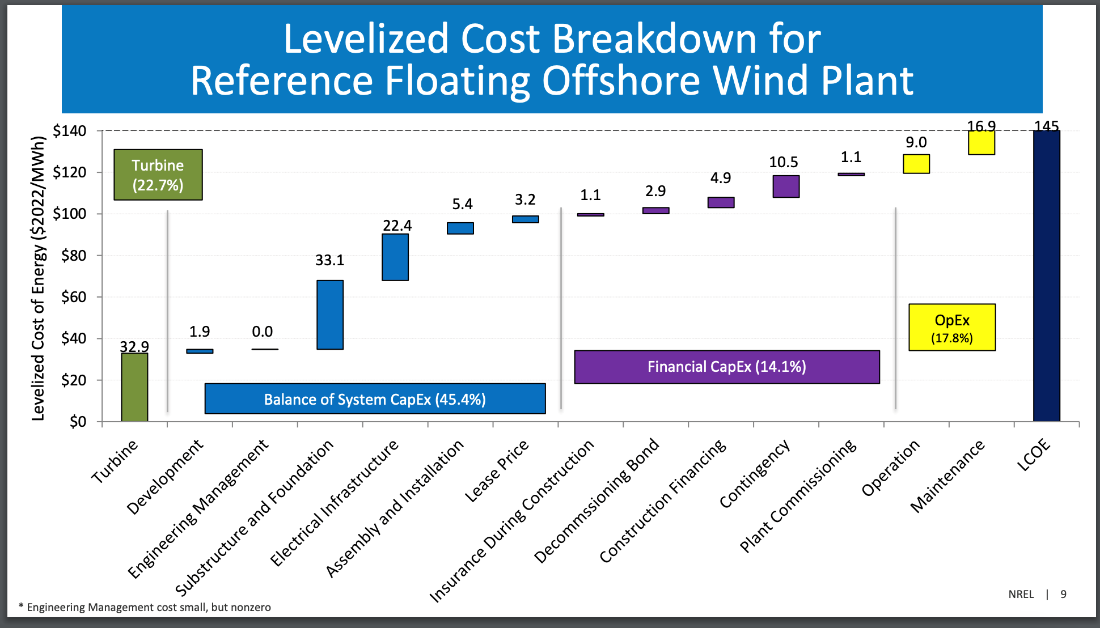 Levelized Cost Breakdown for
Reference Floating Offshore Wind Plant
Levelized Cost of Energy ($2022/MWh)
$140
$120
$100
$80
$60
$40
$20
$0
Turbine
(22.7%)
32.9
1.9
0.0
33.1
22.4
5.4
3.2
1.1
2.9
4.9
10.5
1.1
9.0
16.9
145
Balance of System CapEx (45.4%)
Financial CapEx (14.1%)
OpEx
(17.8%)
Turbine
Development
Engineering Management
Substructure and Foundation
Electrical Infrastructure
Assembly and Installation
Lease Price
Insurance During Construction
Decommssioning Bond
Construction Financing
Contingency
Plant Commissioning
Operation
Maintenance
LCOE
* Engineering Management cost small, but nonzero
NREL | 9